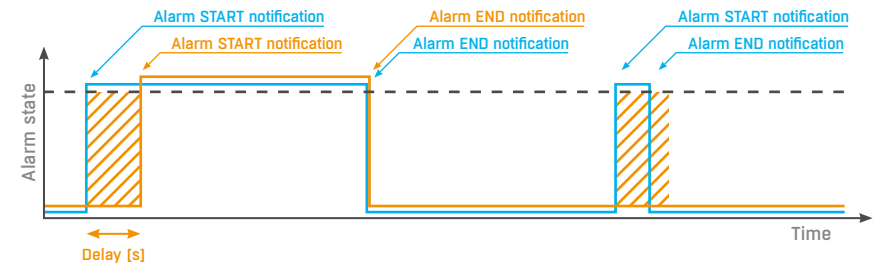 Alarm START notification
Alarm END notification
Alarm START notification
Alarm START notification
Alarm END notification
Alarm END notification
Alarm state
Time
Delay [s]